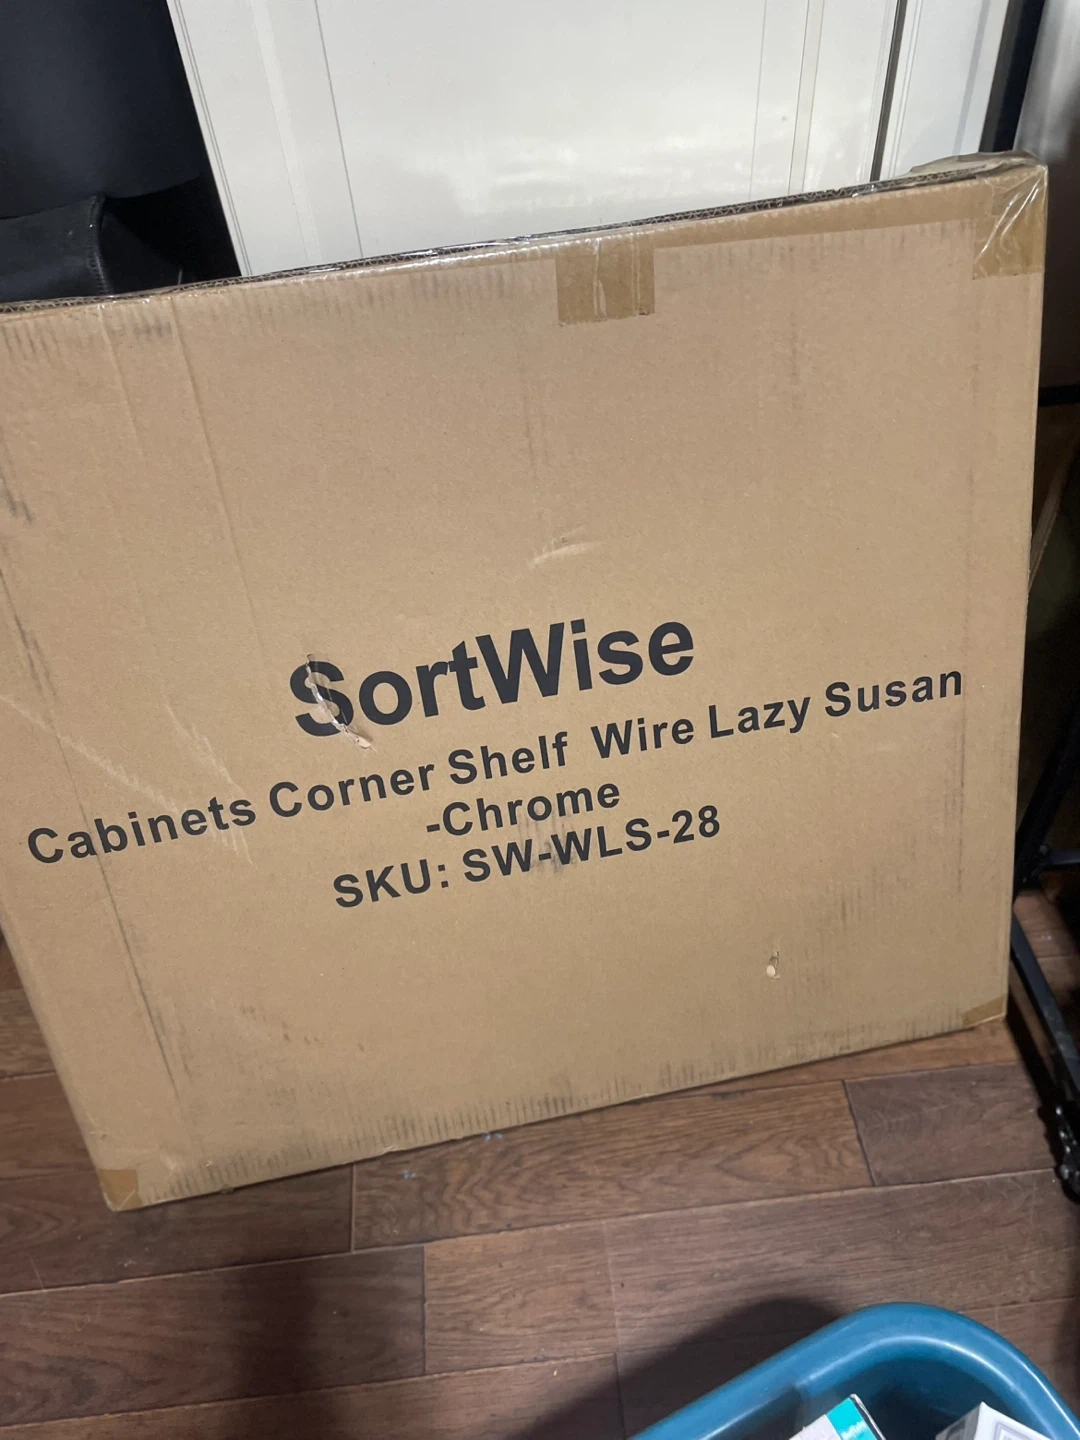 SortWise
Cabinets Corner Shelf Wire Lazy Susan
-Chrome
SKU: SW-WLS-28